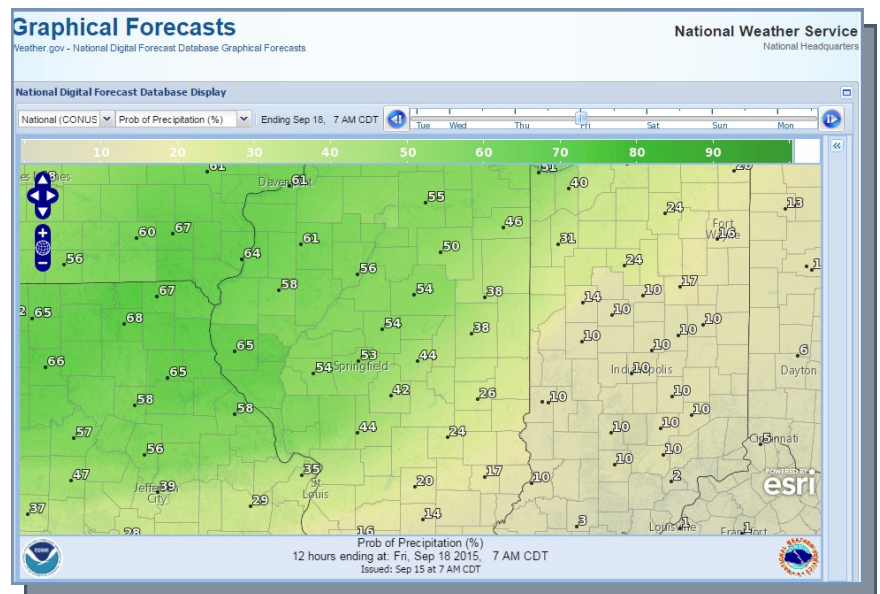 Graphical Forecasts
National Weather Service
Weather.gov - National Digital Forecast Database Graphical Forecasts
National Headquarters
National Digital Forecast Database Display
National (CONUS Prob of Precipitation (%) Ending Sep 18, 7 AM CDT
Tue Wed Thu Fri Sat Sun Mon
10 20 30 40 50 60 70 80 90
61 51 20
Davenport 61 40
55 24 13
60 67 46 Fort
61 31 Wayne 16
56 64 50 24
56
67 58 54 38 17
14 10
65 68 54 38 10 10 10
10
65 10 6
66 53 44
65 54 Springfield Indianapolis 10 Dayton
58 42 26 10 10
58 10
57 44 24 10 10 Cincinnati 5
56 10 10
47 35 17 10 2
Jefferson 39 St 20
City 29 Louis
37 14 3 Louisville 1 Frankfort 1
28 16
POWERED BY
esri
Prob of Precipitation (%)
12 hours ending at: Fri, Sep 18 2015, 7 AM CDT
Issued: Sep 15 at 7 AM CDT
noaa